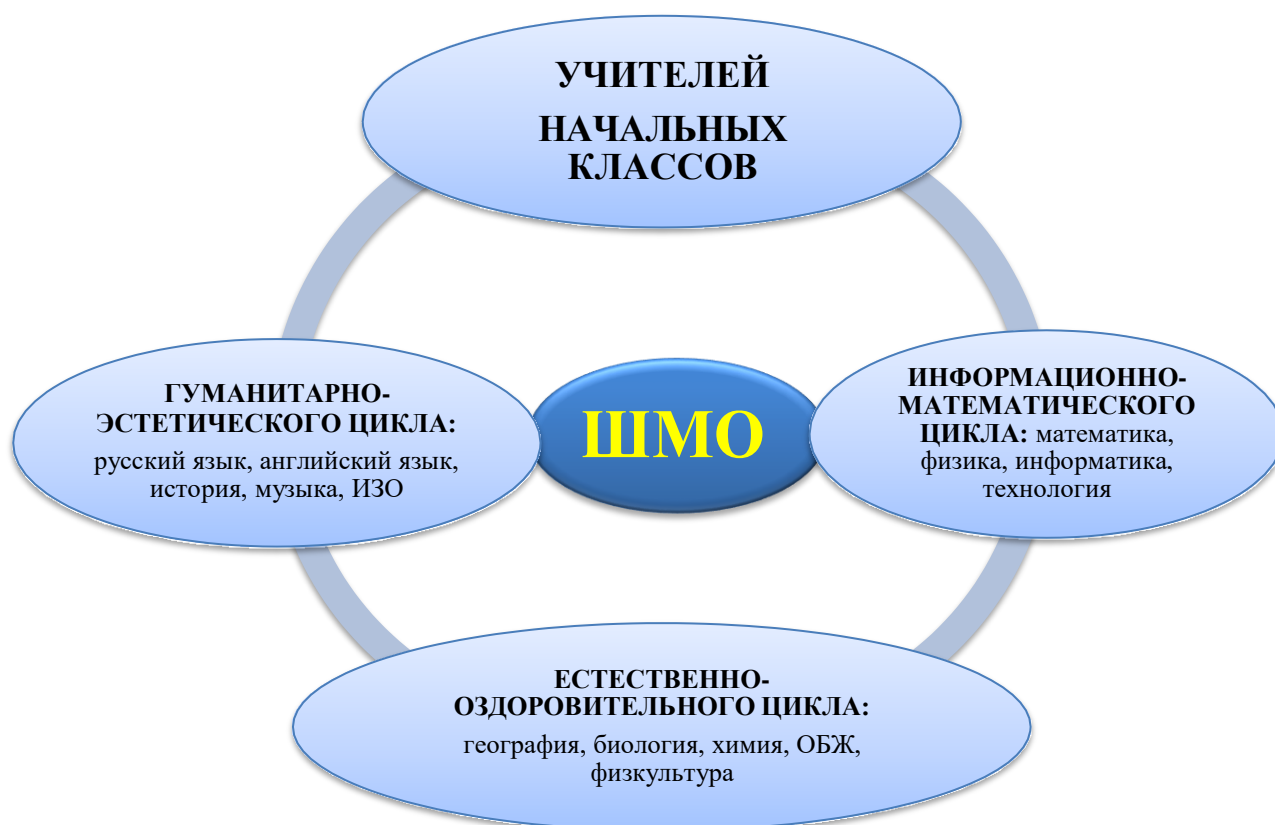 УЧИТЕЛЕЙ
НАЧАЛЬНЫХ
КЛАССОВ
ГУМАНИТАРНО-
ЭСТЕТИЧЕСКОГО ЦИКЛА:
русский язык, английский язык,
история, музыка, ИЗО
ШМО
ИНФОРМАЦИОННО-
МАТЕМАТИЧЕСКОГО
ЦИКЛА: математика,
физика, информатика,
технология
ЕСТЕСТВЕННО-
ОЗДОРОВИТЕЛЬНОГО ЦИКЛА:
география, биология, химия, ОБЖ,
физкультура